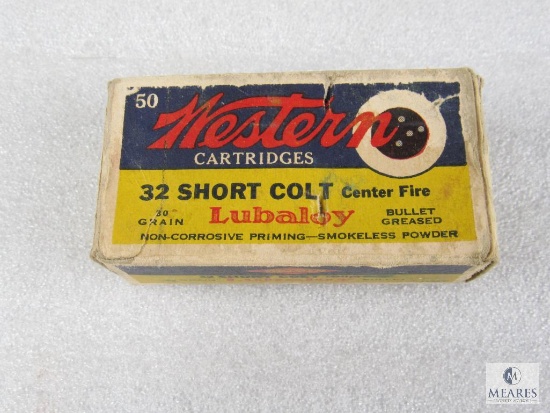 50
Western
CARTRIDGES
32 SHORT COLT Center Fire
80 GRAIN Lubaloy BULLET GREASED
NON-CORROSIVE PRIMING—SMOKELESS POWDER
M
MEARES